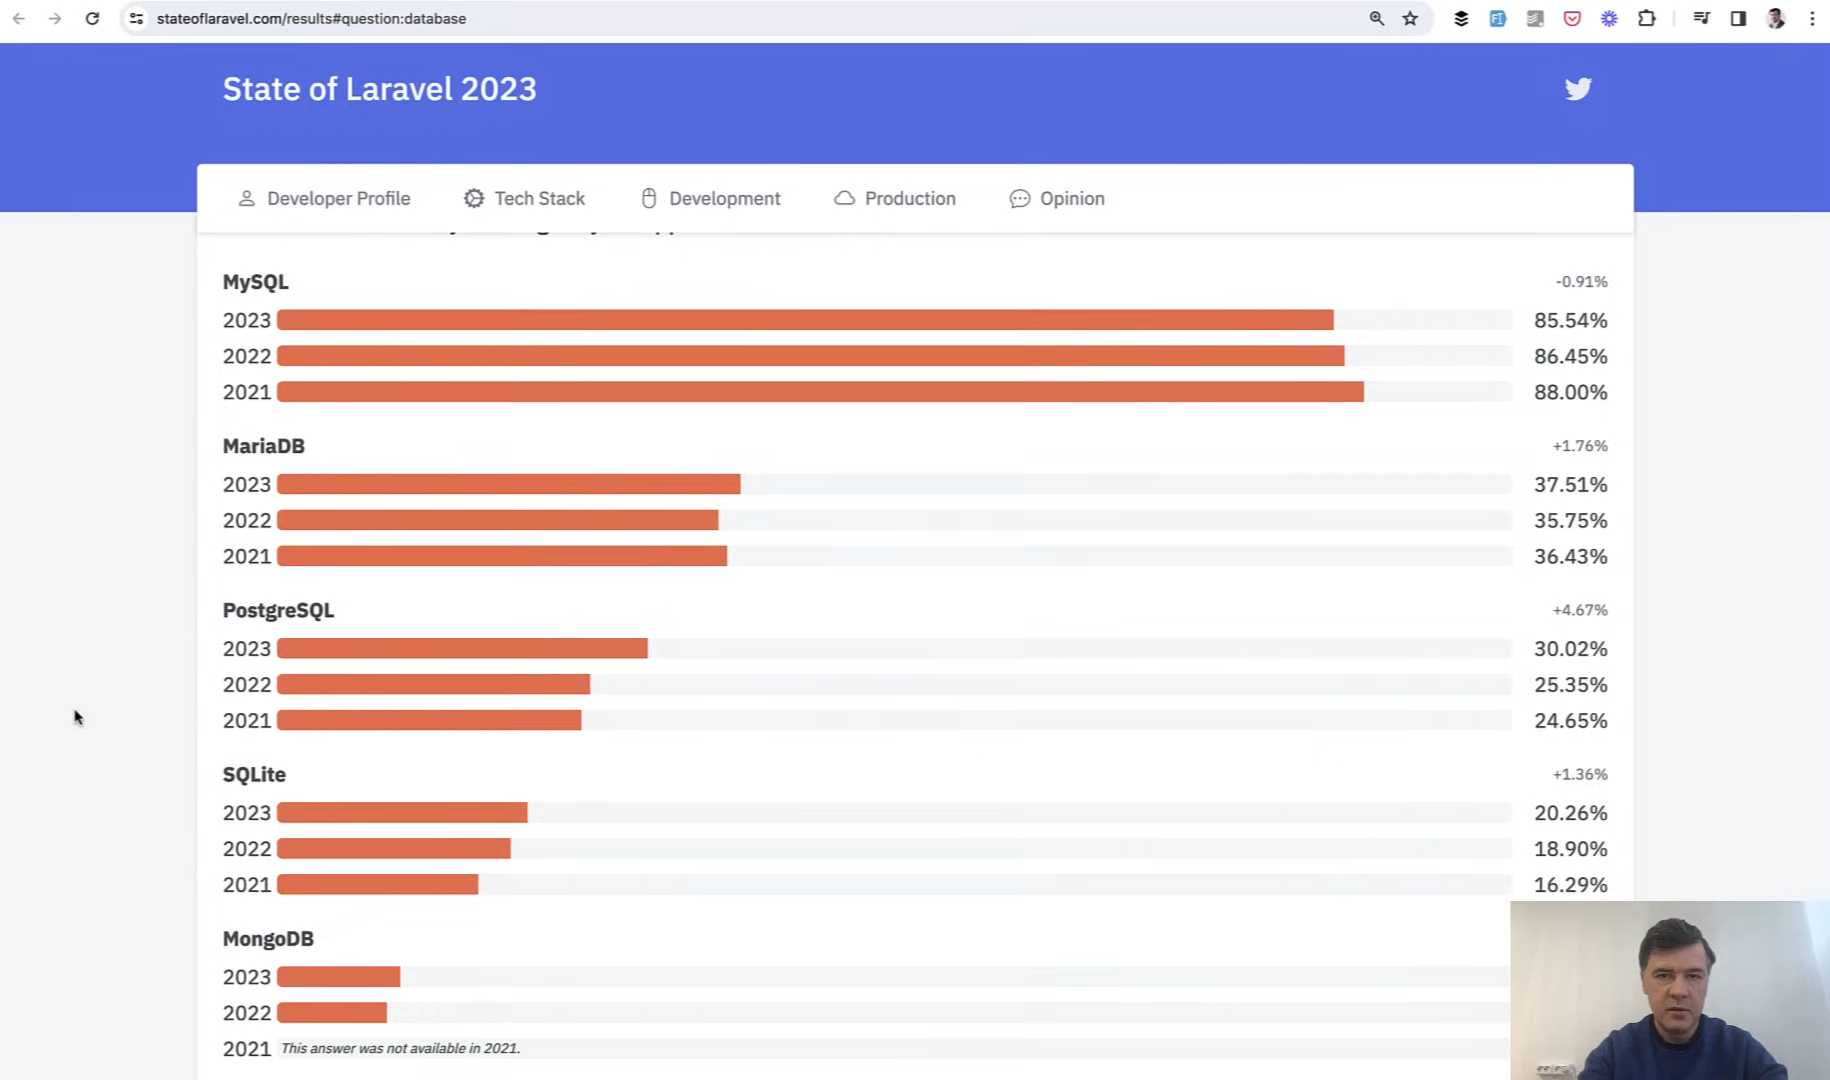 stateoflaravel.com/results#question:database
State of Laravel 2023
Developer Profile Tech Stack Development Production Opinion
MySQL -0.91%
2023 85.54%
2022 86.45%
2021 88.00%
MariaDB +1.76%
2023 37.51%
2022 35.75%
2021 36.43%
PostgreSQL +4.67%
2023 30.02%
2022 25.35%
2021 24.65%
SQLite +1.36%
2023 20.26%
2022 18.90%
2021 16.29%
MongoDB
2023
2022
2021 This answer was not available in 2021.